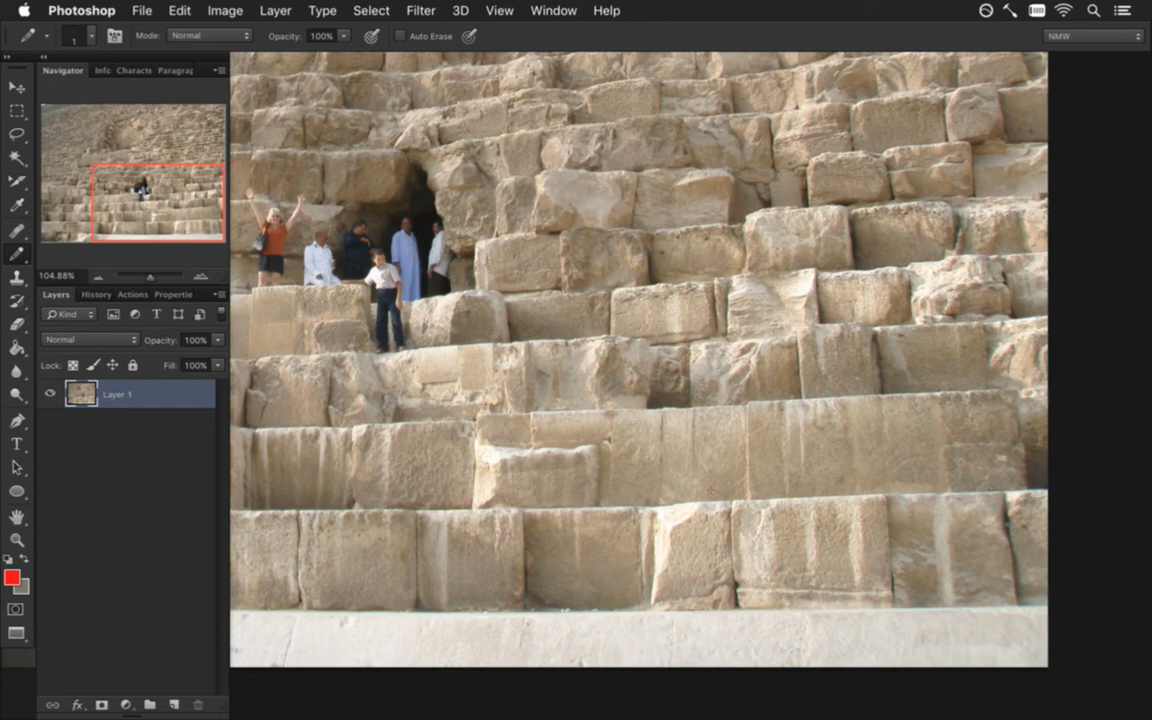 Photoshop File Edit Image Layer Type Select Filter 3D View Window Help
1 Mode: Normal Opacity: 100% Auto Erase NMW
Navigator Info Characte Paragrap
104.88%
Layers History Actions Propertie
Kind
Normal Opacity: 100%
Lock: Fill: 100%
Layer 1